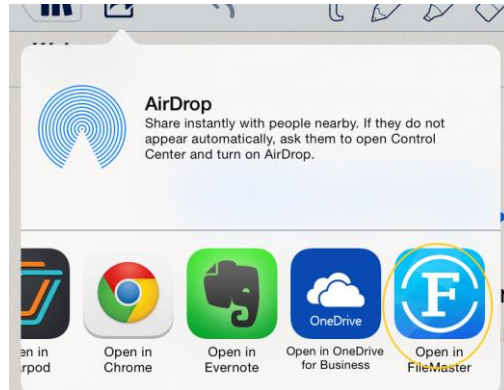 AirDrop
Share instantly with people nearby. If they do not
appear automatically, ask them to open Control
Center and turn on AirDrop.
OneDrive
F
en in
rpod
Open in
Chrome
Open in
Evernote
Open in OneDrive
for Business
Open in
FileMaster